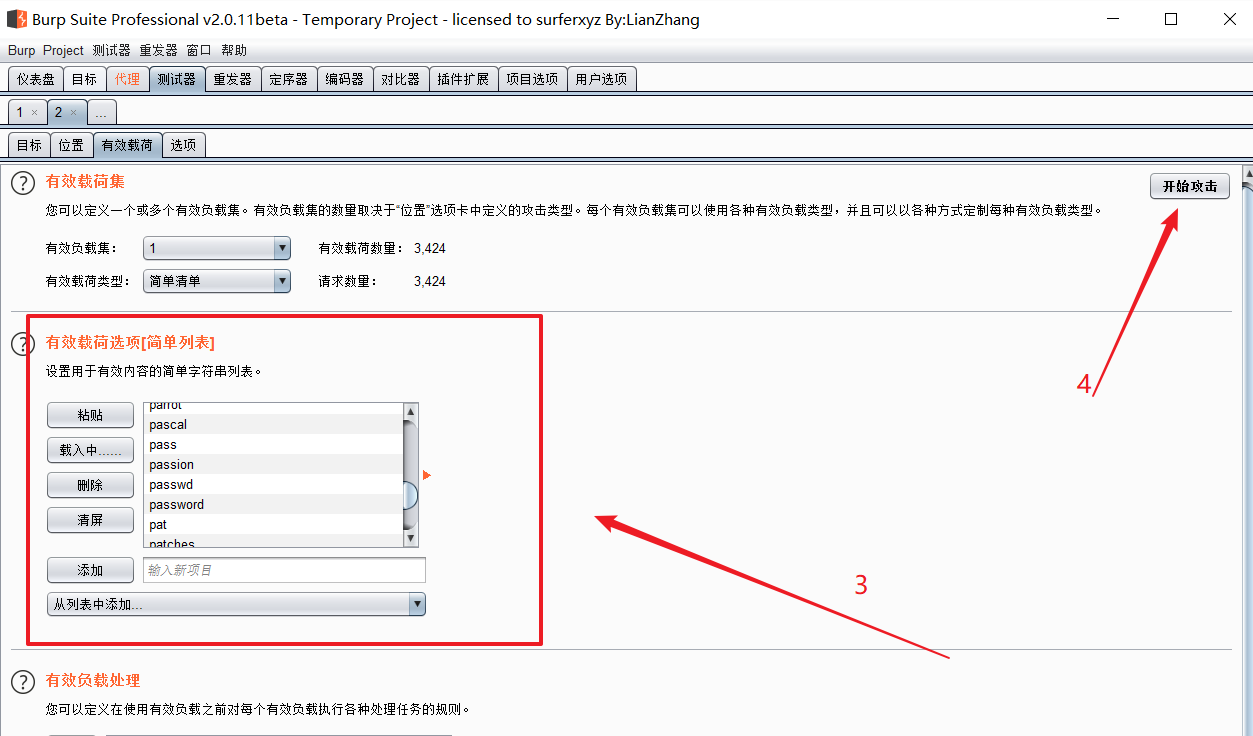 Burp Suite Professional v2.0.11beta - Temporary Project - licensed to surferxyz By:LianZhang
Burp Project 测试器 重发器 窗口 帮助
仪表盘 目标 代理 测试器 重发器 定序器 编码器 对比器 插件扩展 项目选项 用户选项
1 × 2 × ...
目标 位置 有效载荷 选项
? 有效载荷集
开始攻击
您可以定义一个或多个有效负载集。有效负载集的数量取决于“位置”选项卡中定义的攻击类型。每个有效负载集可以使用各种有效负载类型，并且可以以各种方式定制每种有效负载类型。
有效负载集： 1 有效载荷数量： 3,424
有效载荷类型： 简单清单 请求数量： 3,424
? 有效载荷选项[简单列表]
设置用于有效内容的简单字符串列表。
粘贴
载入中......
删除
清屏
parrot
pascal
pass
passion
passwd
password
pat
patches
添加 输入新项目
从列表中添加...
3
4
? 有效负载处理
您可以定义在使用有效负载之前对每个有效负载执行各种处理任务的规则。